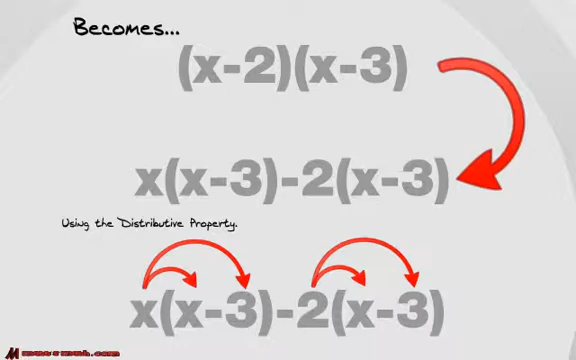 Becomes...
(x-2)(x-3)
x(x-3)-2(x-3)
Using the Distributive Property.
x(x-3)-2(x-3)